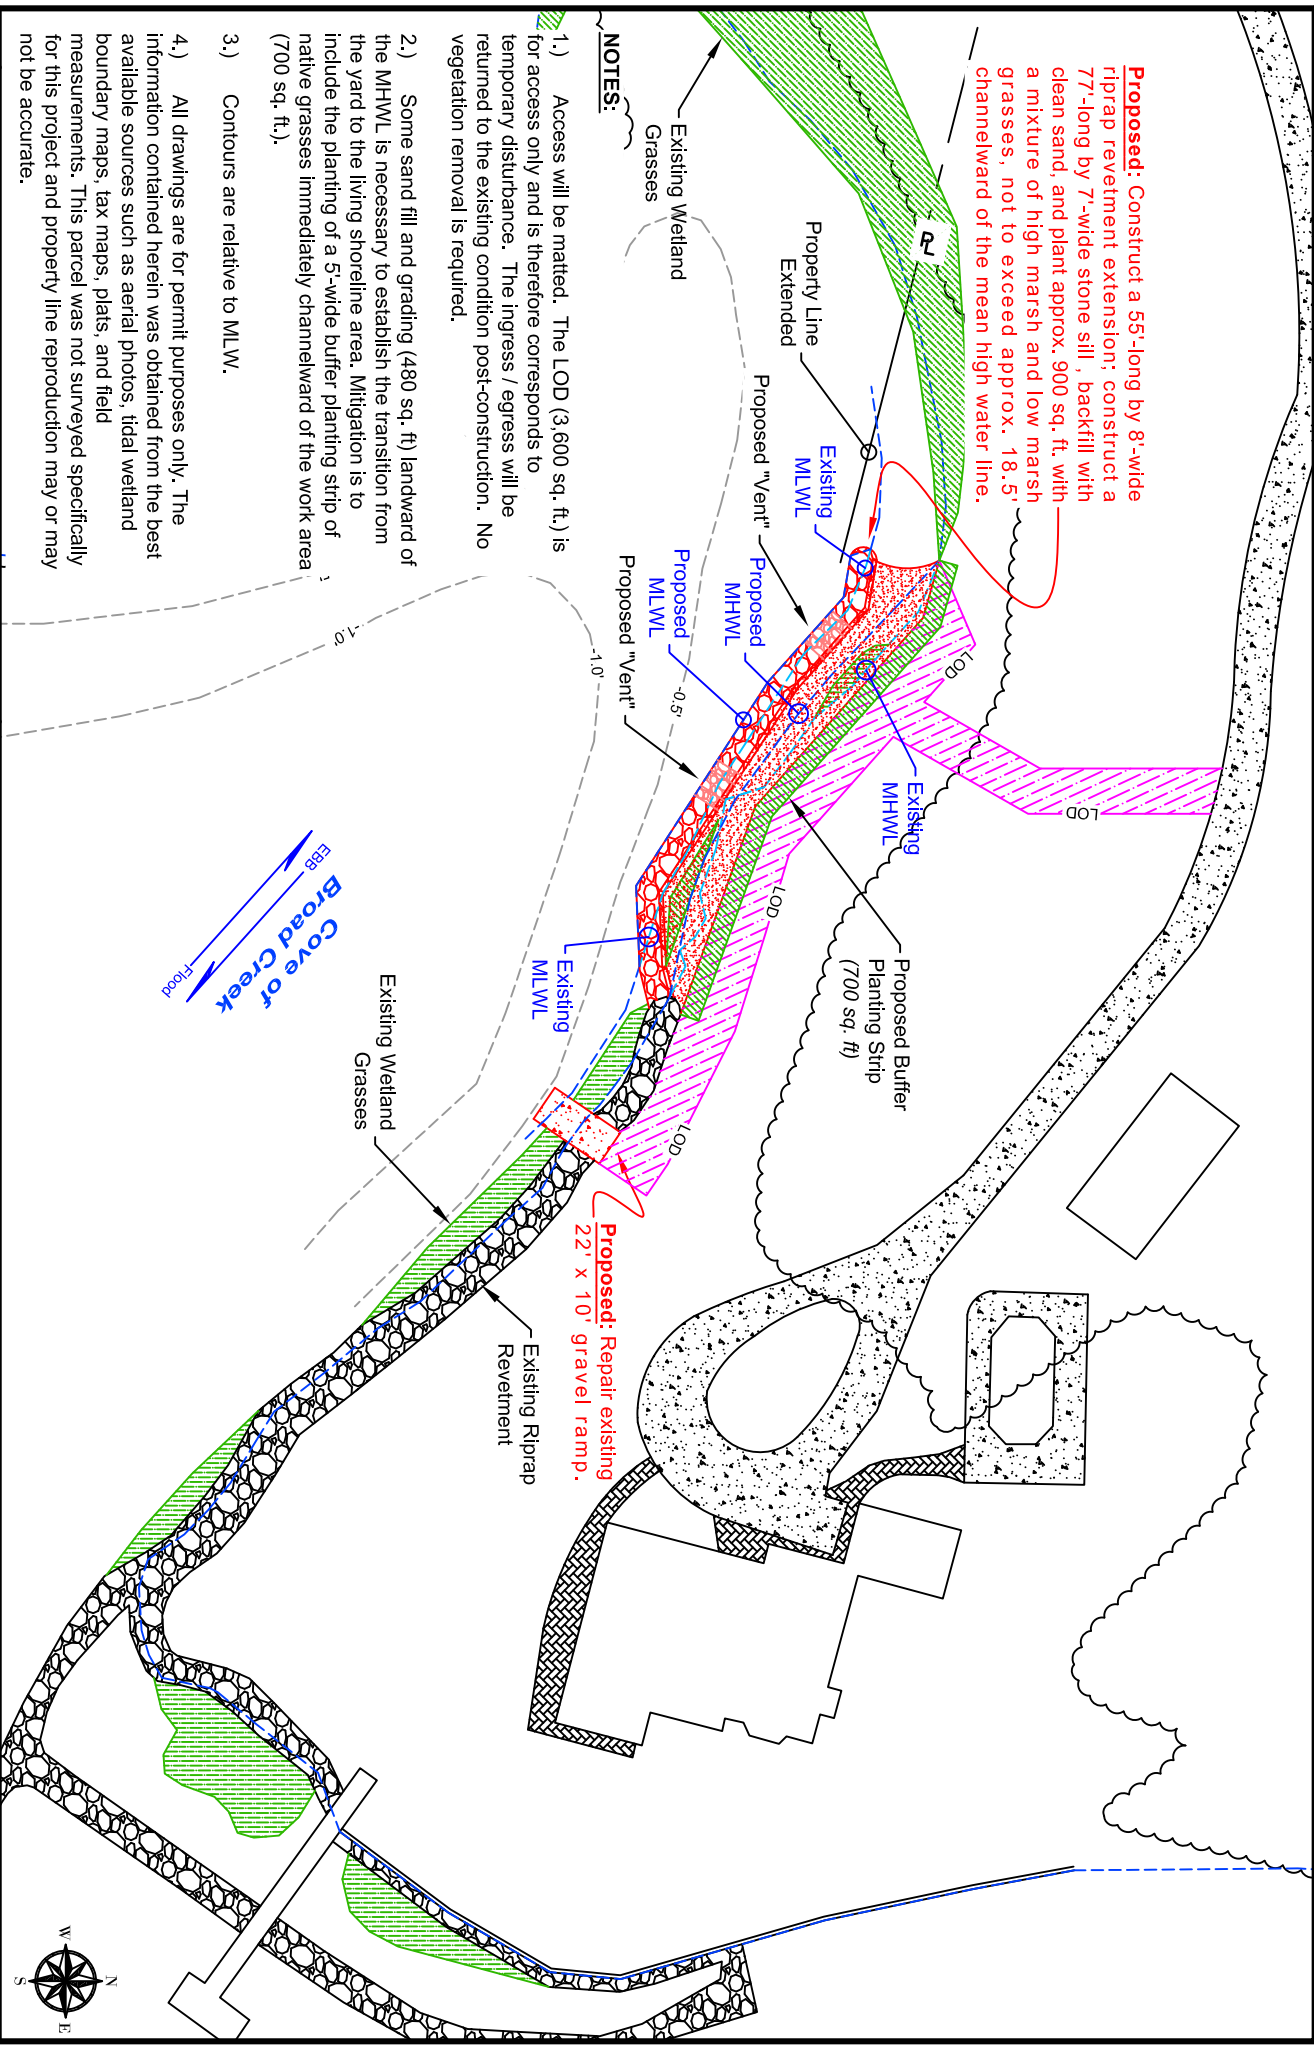 Proposed: Construct a 55'-long by 8'-wide
riprap revetment extension; construct a
77'-long by 7'-wide stone sill , backfill with
clean sand, and plant approx. 900 sq. ft. with
a mixture of high marsh and low marsh
grasses, not to exceed approx. 18.5'
channelward of the mean high water line.
PL
Property Line
Extended
Existing Wetland
Grasses
NOTES:
1.) Access will be matted. The LOD (3,600 sq. ft.) is
for access only and is therefore corresponds to
temporary disturbance. The ingress / egress will be
returned to the existing condition post-construction. No
vegetation removal is required.
2.) Some sand fill and grading (480 sq. ft) landward of
the MHWL is necessary to establish the transition from
the yard to the living shoreline area. Mitigation is to
include the planting of a 5'-wide buffer planting strip of
native grasses immediately channelward of the work area
(700 sq. ft.).
3.) Contours are relative to MLW.
4.) All drawings are for permit purposes only. The
information contained herein was obtained from the best
available sources such as aerial photos, tidal wetland
boundary maps, tax maps, plats, and field
measurements. This parcel was not surveyed specifically
for this project and property line reproduction may or may
not be accurate.
Existing
MLWL
Proposed "Vent"
Proposed
MHWL
Proposed
MLWL
Proposed "Vent"
LOD
LOD
Existing
MHWL
LOD
-0.5'
-1.0'
-1.0'
Proposed Buffer
Planting Strip
(700 sq. ft)
Existing
MLWL
EBB
Flood
Cove of
Broad Creek
Existing Wetland
Grasses
LOD
Proposed: Repair existing
22' x 10' gravel ramp.
Existing Riprap
Revetment
N
W
E
S